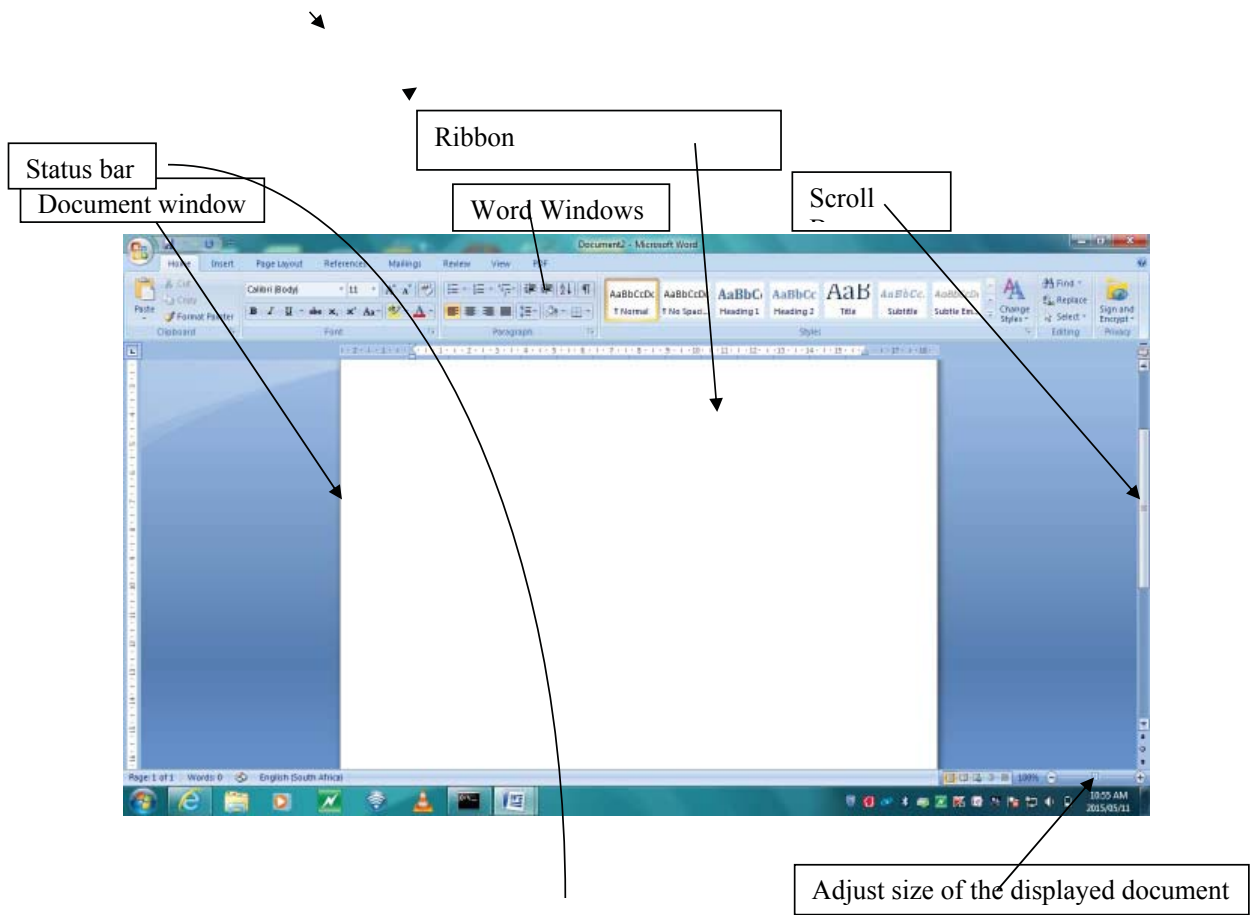 Ribbon
Status bar
Document window
Word Windows
Scroll
Document2 - Microsoft Word
Home Insert Page Layout References Mailings Review View PDF
Cut
Copy
Format Painter
Paste
Clipboard
Calibri (Body) 11
Font
Paragraph
AaBbCcDc AaBbCcDc AaBbC AaBbCc AaB AaBbCc. AaBbCcDi
¶ Normal ¶ No Spaci... Heading 1 Heading 2 Title Subtitle Subtle Em...
Styles
Change
Styles
Find
Replace
Select
Editing
Sign and
Encrypt
Privacy
Page: 1 of 1 Words: 0 English (South Africa) 100%
10:55 AM
2015/05/11
Adjust size of the displayed document